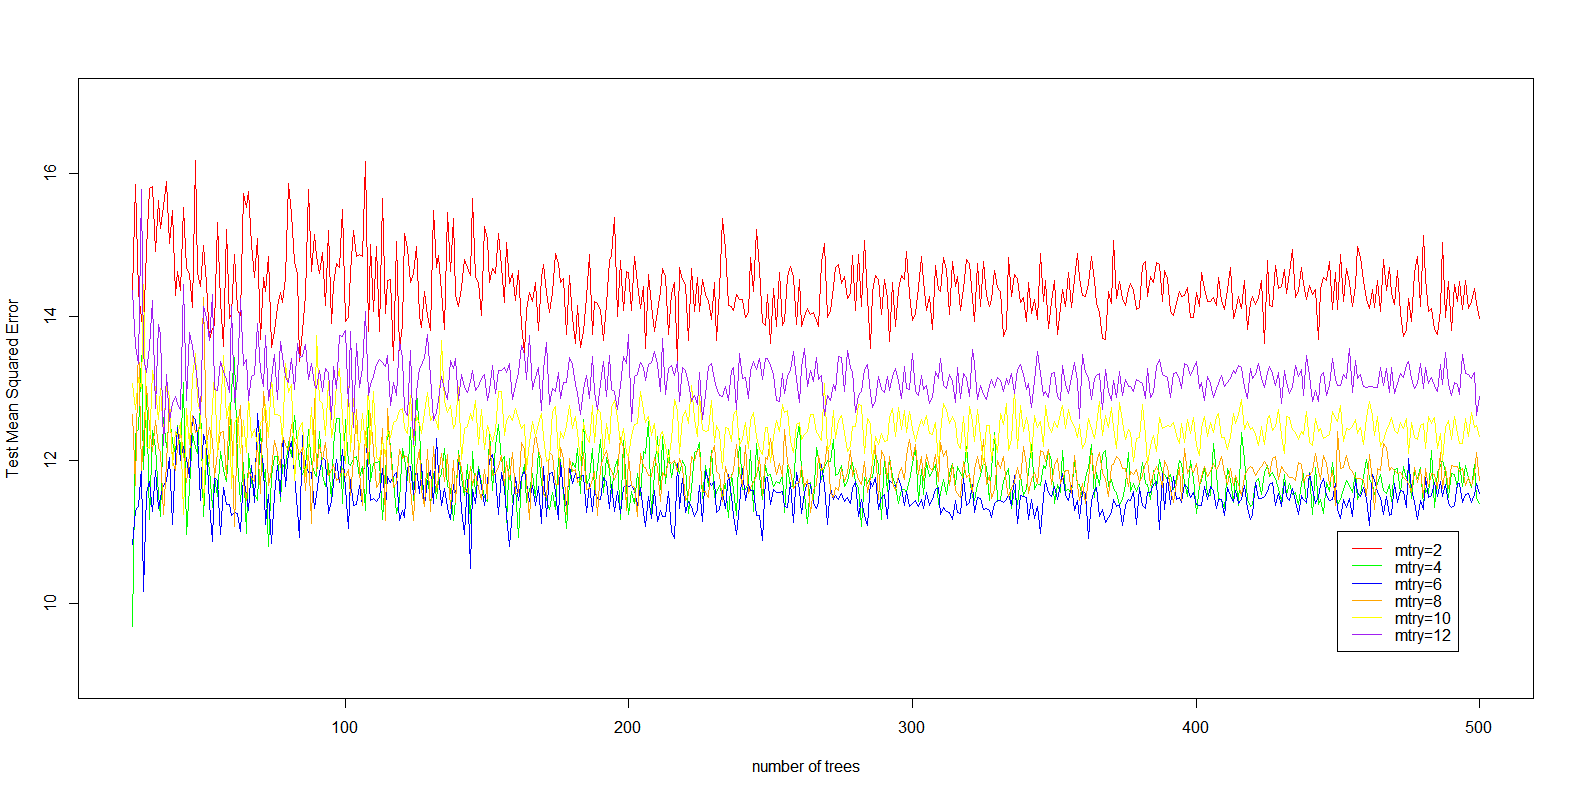 Test Mean Squared Error
16
14
12
10
100
200
300
400
500
number of trees
mtry=2
mtry=4
mtry=6
mtry=8
mtry=10
mtry=12